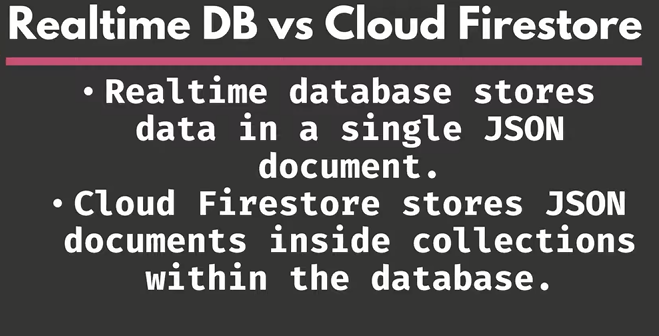 Realtime DB vs Cloud Firestore
• Realtime database stores
data in a single JSON
document.
• Cloud Firestore stores JSON
documents inside collections
within the database.